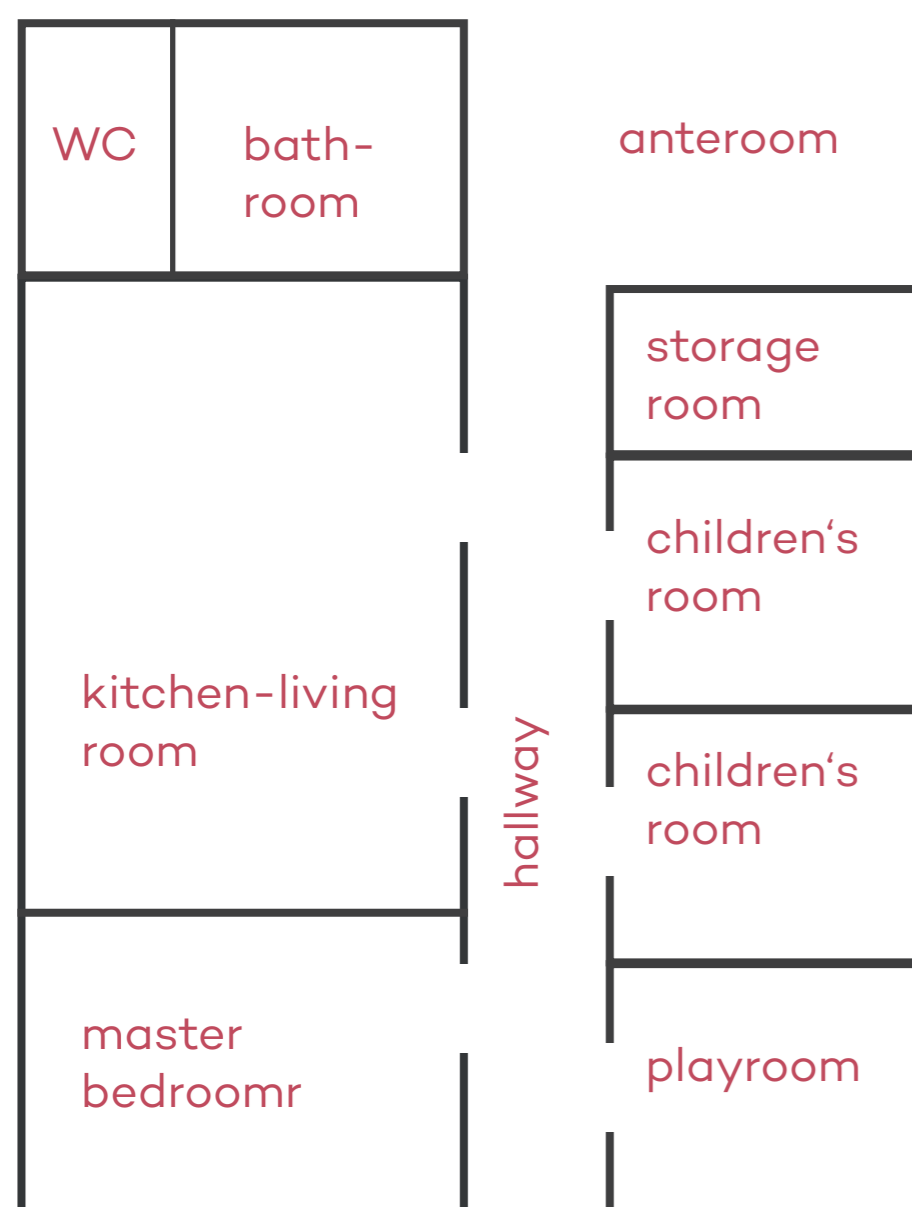 WC
bath-
room
anteroom
storage
room
children‘s
room
kitchen-living
room
hallway
children‘s
room
master
bedroomr
playroom